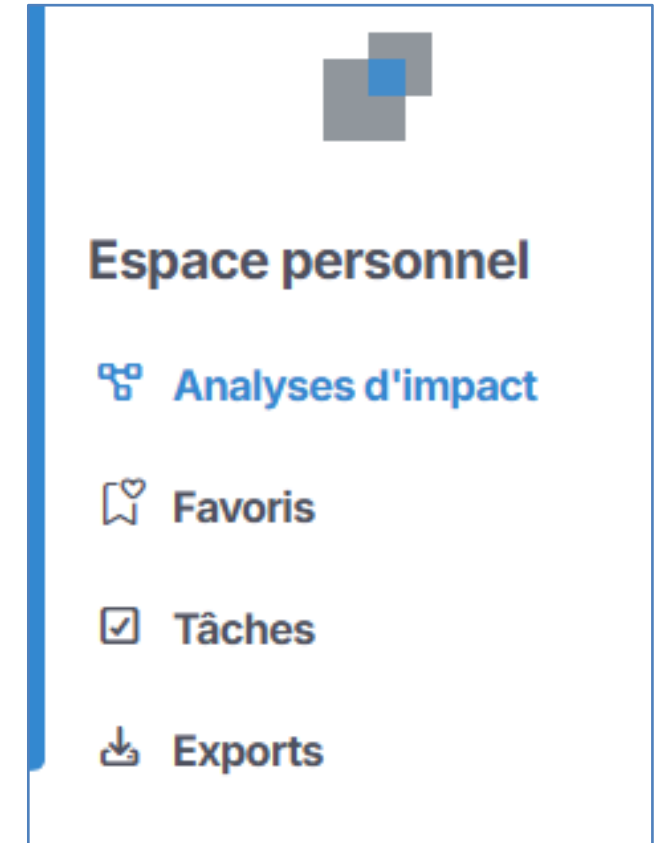 Espace personnel
Analyses d'impact
Favoris
Tâches
Exports